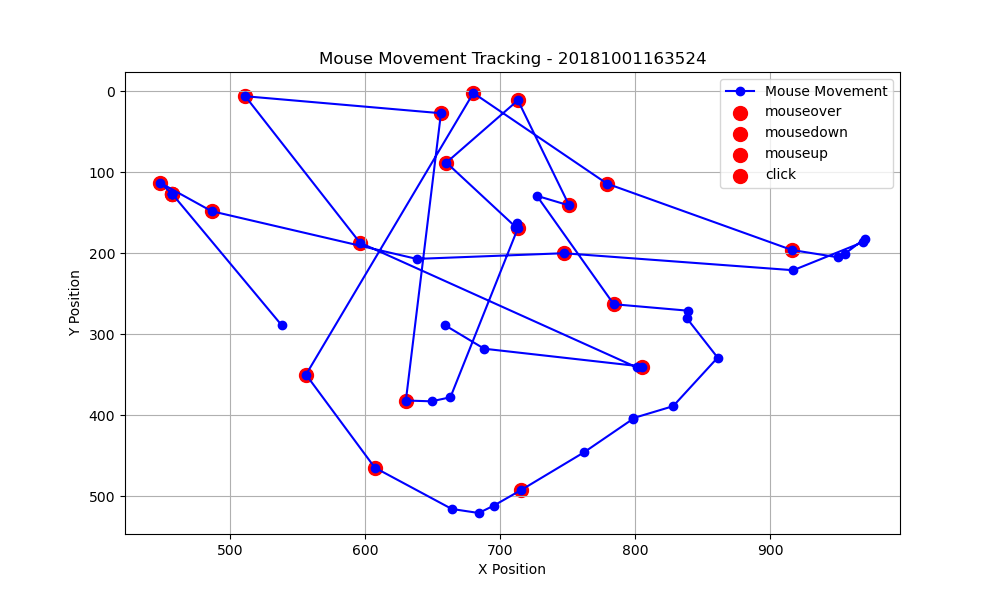 Mouse Movement Tracking - 20181001163524
Mouse Movement
mouseover
mousedown
mouseup
click
0
100
200
300
400
500
Y Position
500
600
700
800
900
X Position